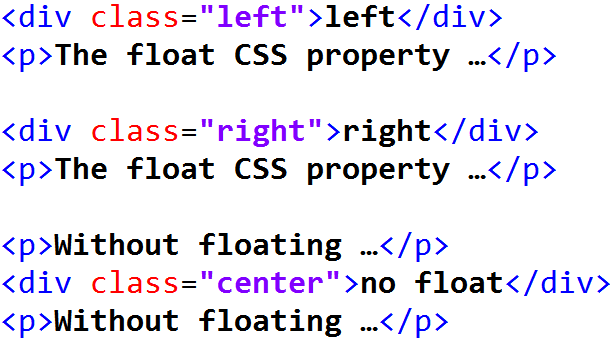 <div class="left">left</div>
<p>The float CSS property …</p>
<div class="right">right</div>
<p>The float CSS property …</p>
<p>Without floating …</p>
<div class="center">no float</div>
<p>Without floating …</p>